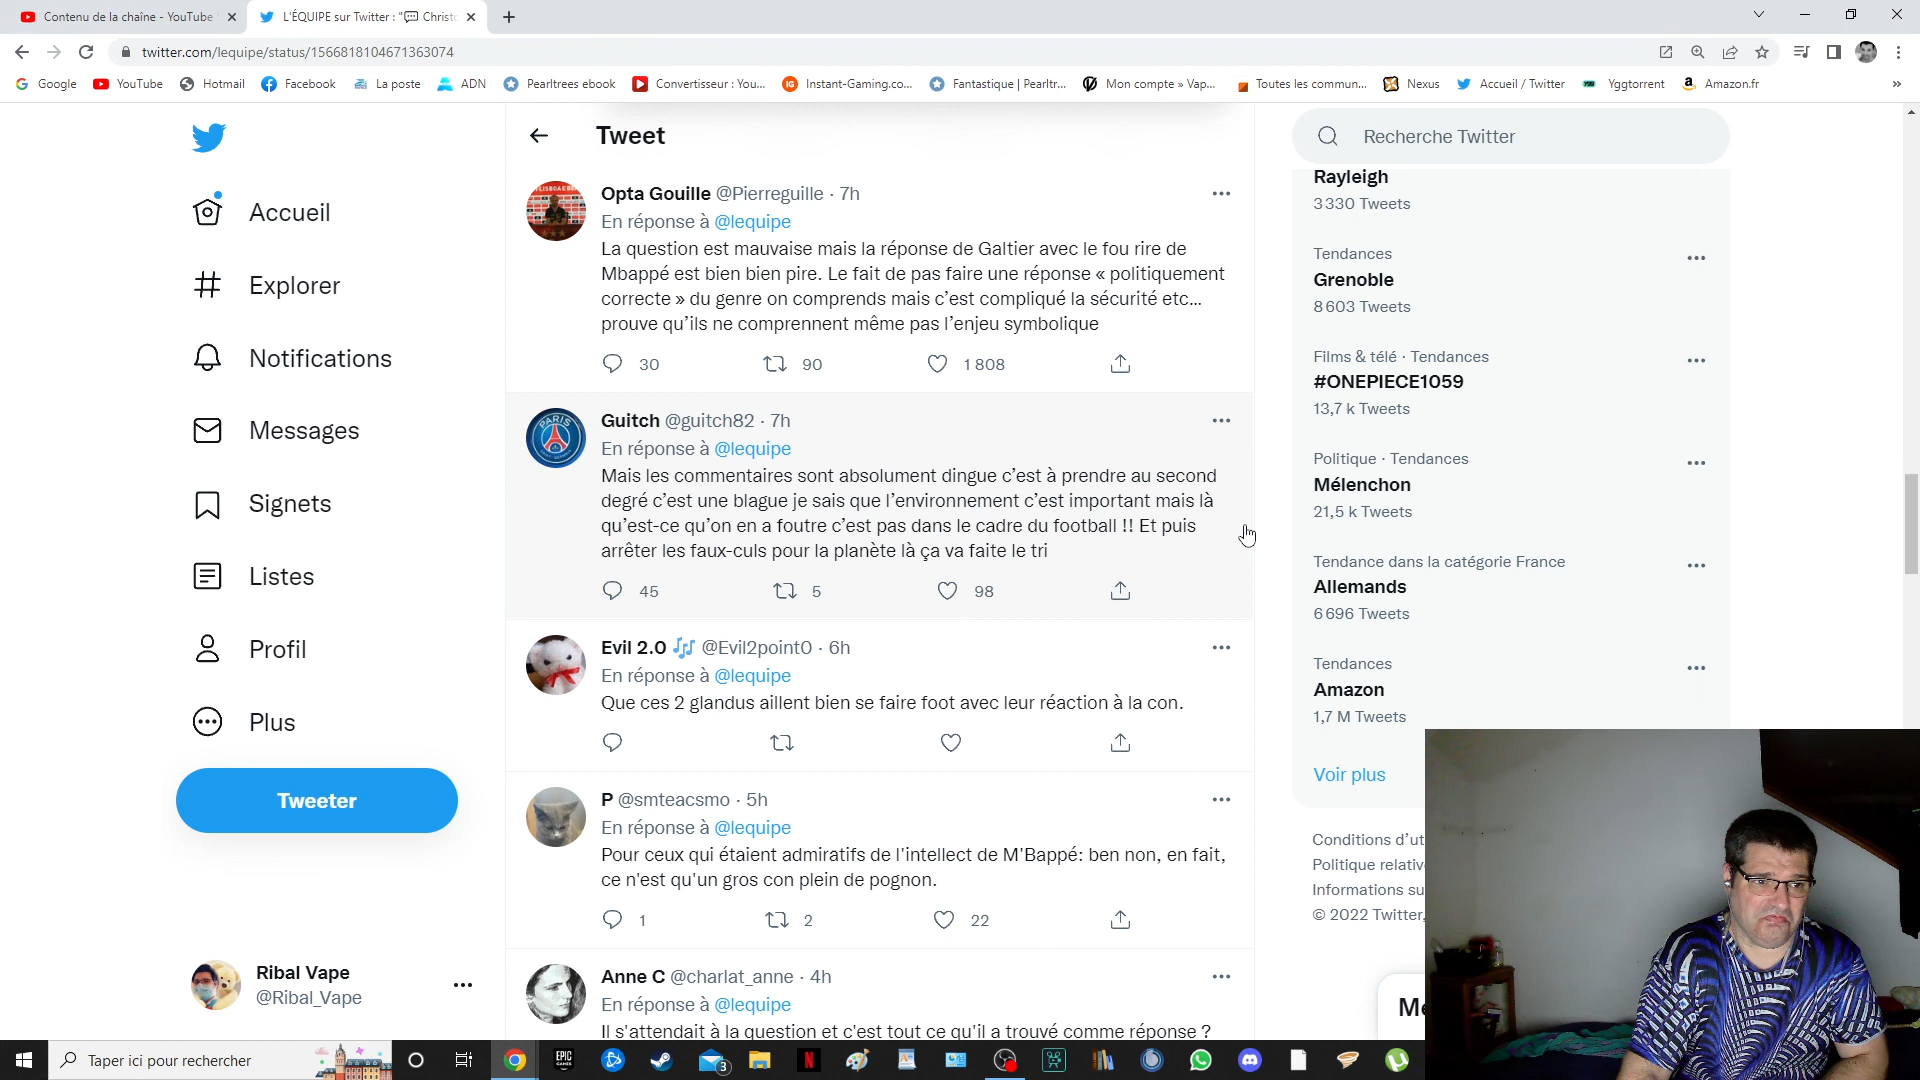 Contenu de la chaîne - YouTube
L'ÉQUIPE sur Twitter : "💬 Christo
twitter.com/lequipe/status/1566818104671363074
Google
YouTube
Hotmail
Facebook
La poste
ADN
Pearltrees ebook
Convertisseur : You...
Instant-Gaming.co...
Fantastique | Pearltr...
Mon compte » Vap...
Toutes les commun...
Nexus
Accueil / Twitter
Yggtorrent
Amazon.fr
»
Accueil
Explorer
Notifications
Messages
Signets
Listes
Profil
Plus
Tweeter
Ribal Vape
@Ribal_Vape
Tweet
Opta Gouille @Pierreguille · 7h
En réponse à @lequipe
La question est mauvaise mais la réponse de Galtier avec le fou rire de
Mbappé est bien bien pire. Le fait de pas faire une réponse « politiquement
correcte » du genre on comprends mais c'est compliqué la sécurité etc...
prouve qu'ils ne comprennent même pas l'enjeu symbolique
30 90 1 808
Guitch @guitch82 · 7h
En réponse à @lequipe
Mais les commentaires sont absolument dingue c'est à prendre au second
degré c'est une blague je sais que l'environnement c'est important mais là
qu'est-ce qu'on en a foutre c'est pas dans le cadre du football !! Et puis
arrêter les faux-culs pour la planète là ça va faite le tri
45 5 98
Evil 2.0 🎶 @Evil2point0 · 6h
En réponse à @lequipe
Que ces 2 glandus aillent bien se faire foot avec leur réaction à la con.
P @smteacsmo · 5h
En réponse à @lequipe
Pour ceux qui étaient admiratifs de l'intellect de M'Bappé: ben non, en fait,
ce n'est qu'un gros con plein de pognon.
1 2 22
Anne C @charlat_anne · 4h
En réponse à @lequipe
Il s'attendait à la question et c'est tout ce qu'il a trouvé comme réponse ?
Recherche Twitter
Rayleigh
3 330 Tweets
Tendances
Grenoble
8 603 Tweets
Films & télé · Tendances
#ONEPIECE1059
13,7 k Tweets
Politique · Tendances
Mélenchon
21,5 k Tweets
Tendance dans la catégorie France
Allemands
6 696 Tweets
Tendances
Amazon
1,7 M Tweets
Voir plus
Conditions d'ut
Politique relativ
Informations su
© 2022 Twitter,
Me
Taper ici pour rechercher
EPIC
GAMES
3